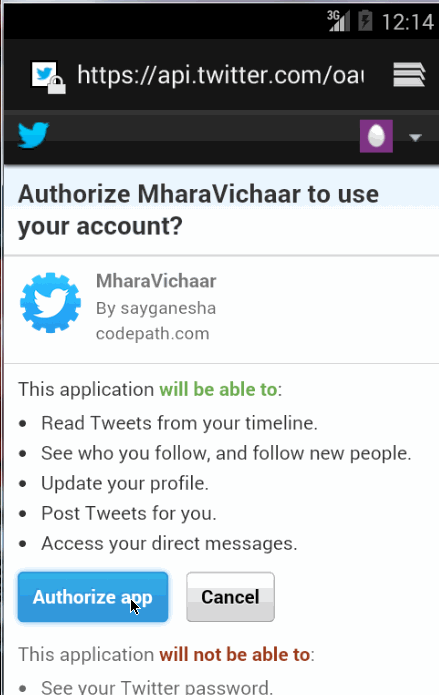 3G 12:14
https://api.twitter.com/oau
Authorize MharaVichaar to use
your account?
MharaVichaar
By sayganesha
codepath.com
This application will be able to:
• Read Tweets from your timeline.
• See who you follow, and follow new people.
• Update your profile.
• Post Tweets for you.
• Access your direct messages.
Authorize app Cancel
This application will not be able to:
• See your Twitter password.